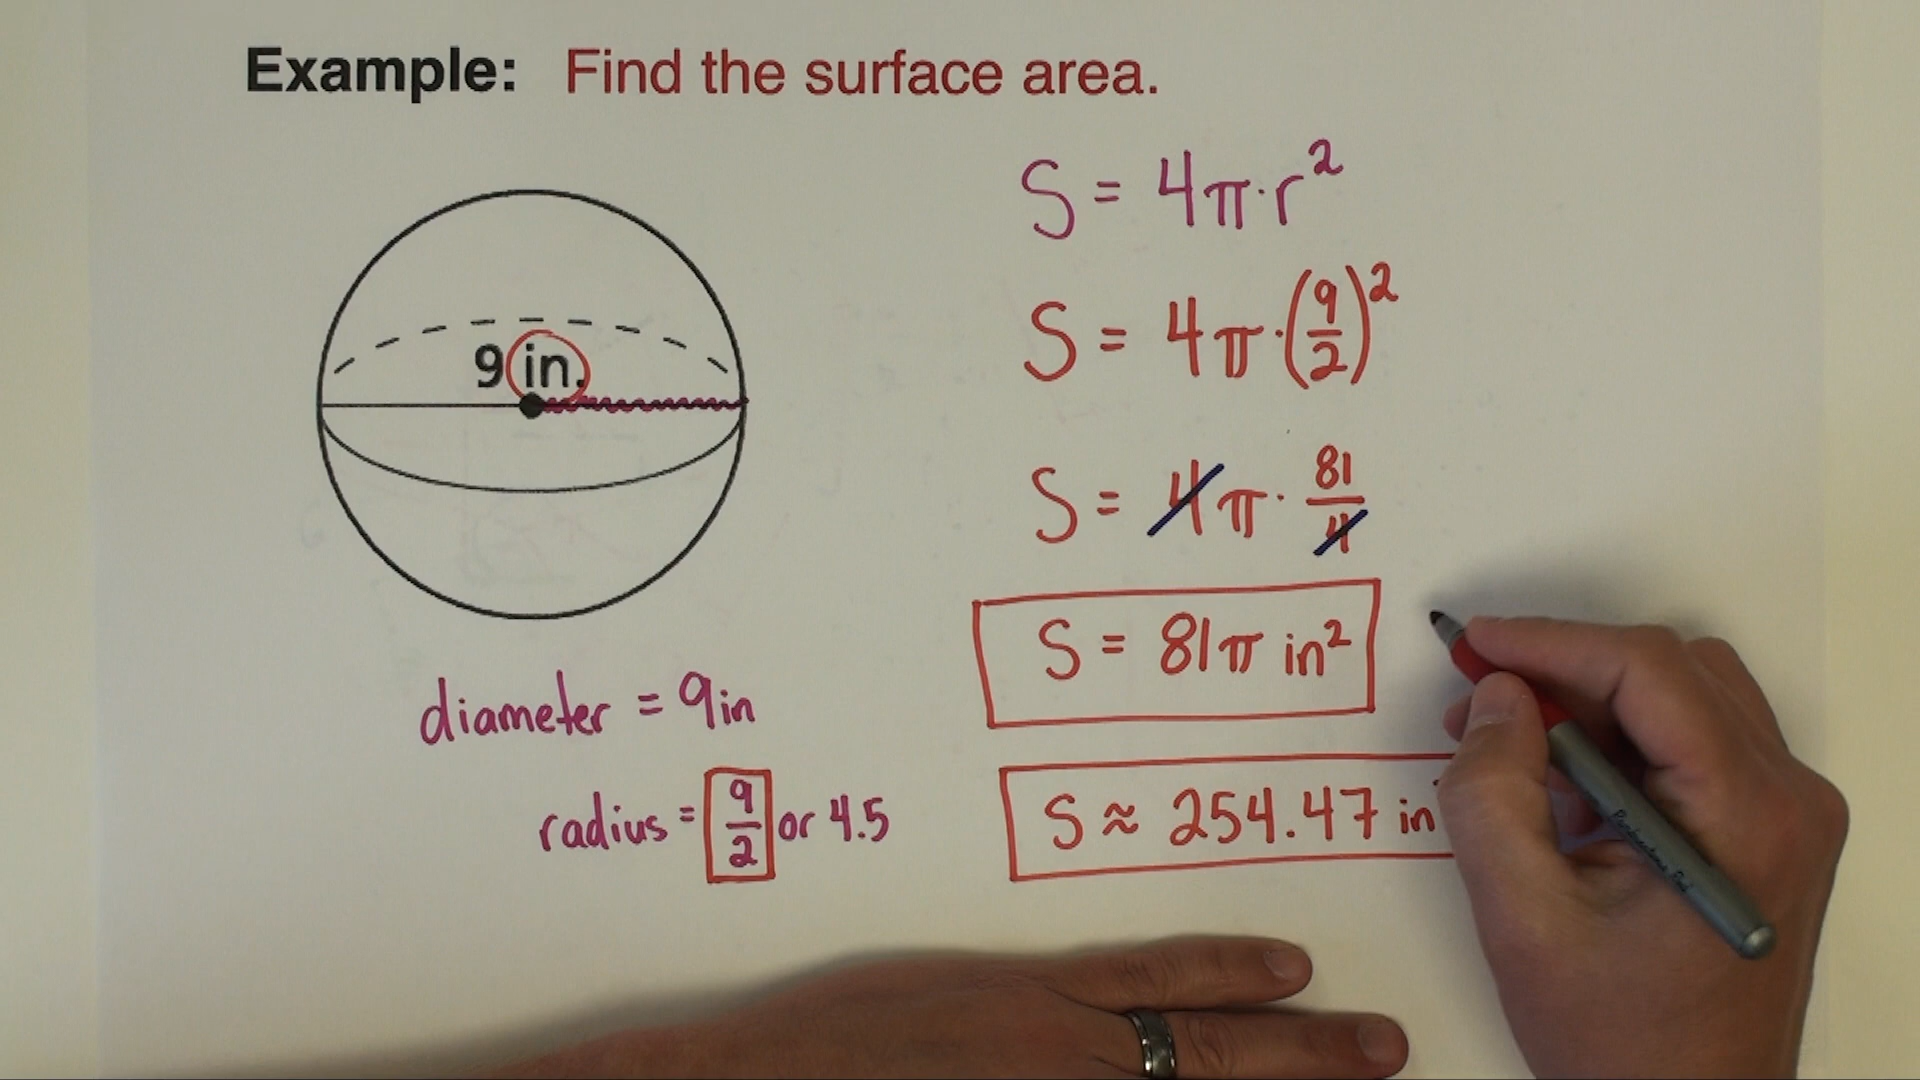 Example: Find the surface area.
9 in.
diameter = 9in
radius = 9/2 or 4.5
S = 4π·r²
S = 4π·(9/2)²
S = 4π· 81/4
S = 81π in²
S ≈ 254.47 in